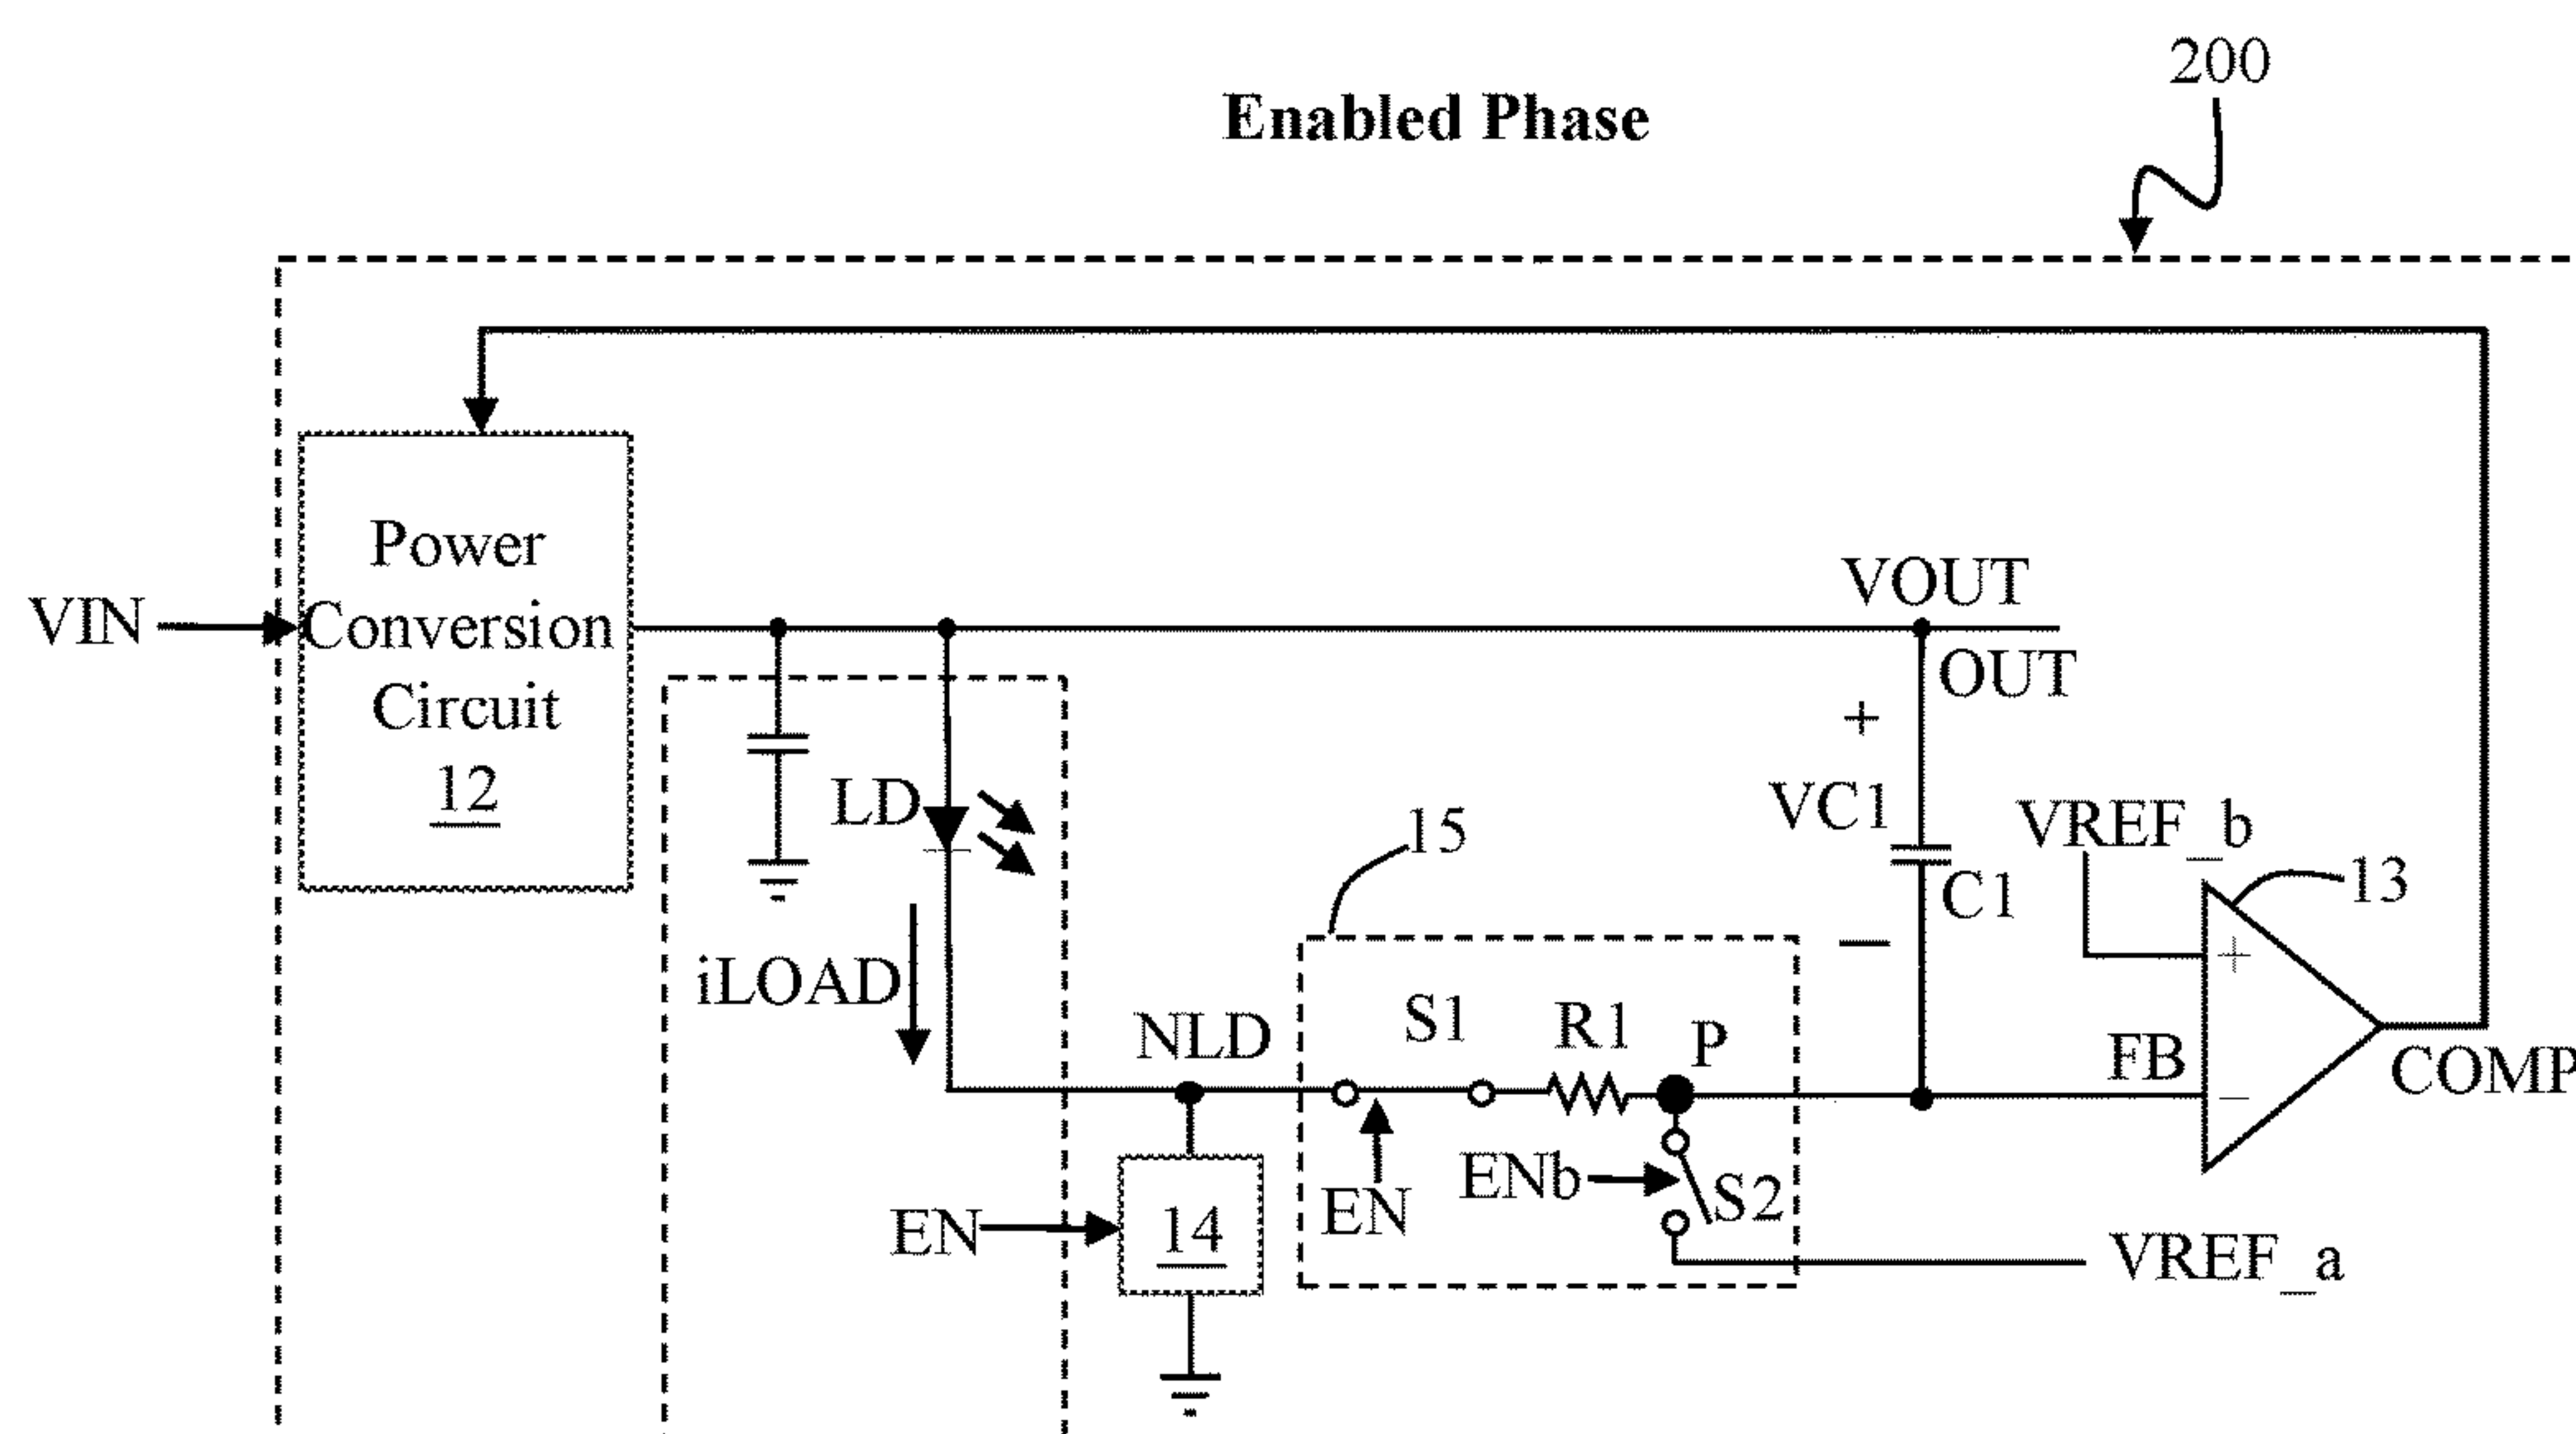 200
Enabled Phase
Power
Conversion
Circuit
12
VIN
VOUT
OUT
+
VC1
C1
−
LD
iLOAD
15
VREF_b
13
+
−
NLD
S1
R1
P
FB
COMP
EN
ENb
S2
EN
14
VREF_a